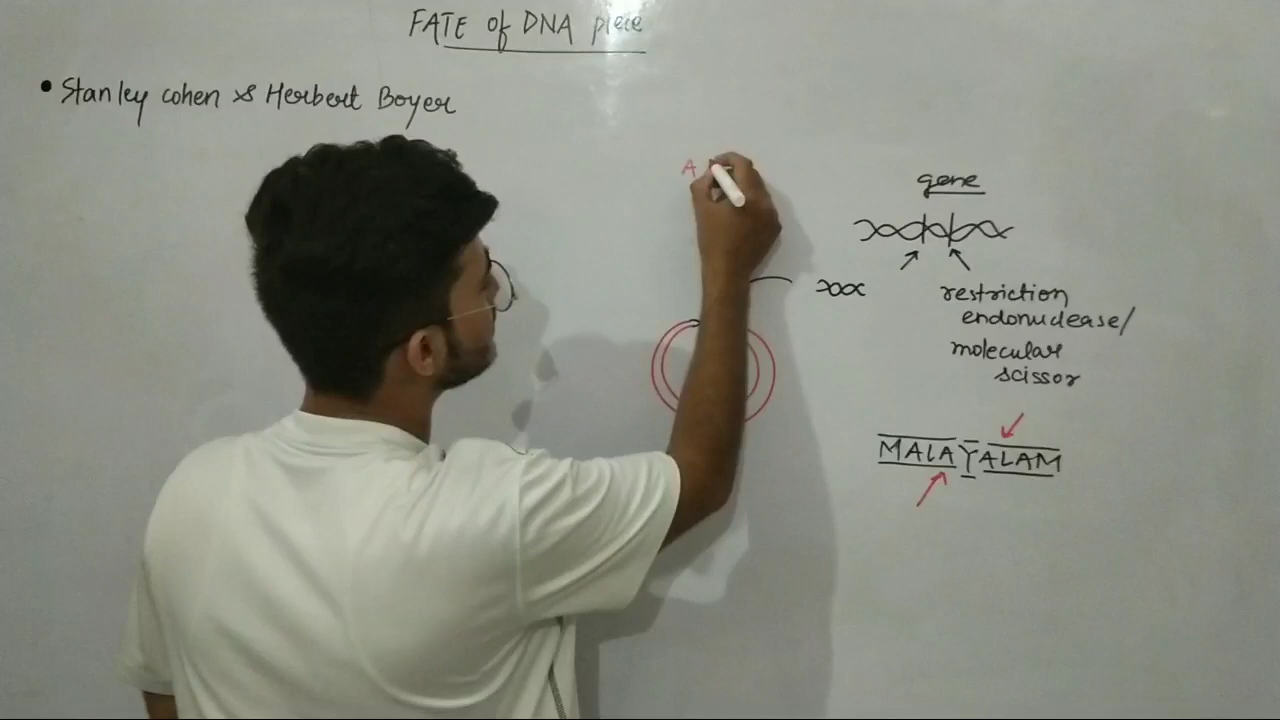 FATE of DNA piece
• Stanley cohen & Herbert Boyer
A
gene
restriction
endonuclease/
molecular
scissor
MALAYALAM